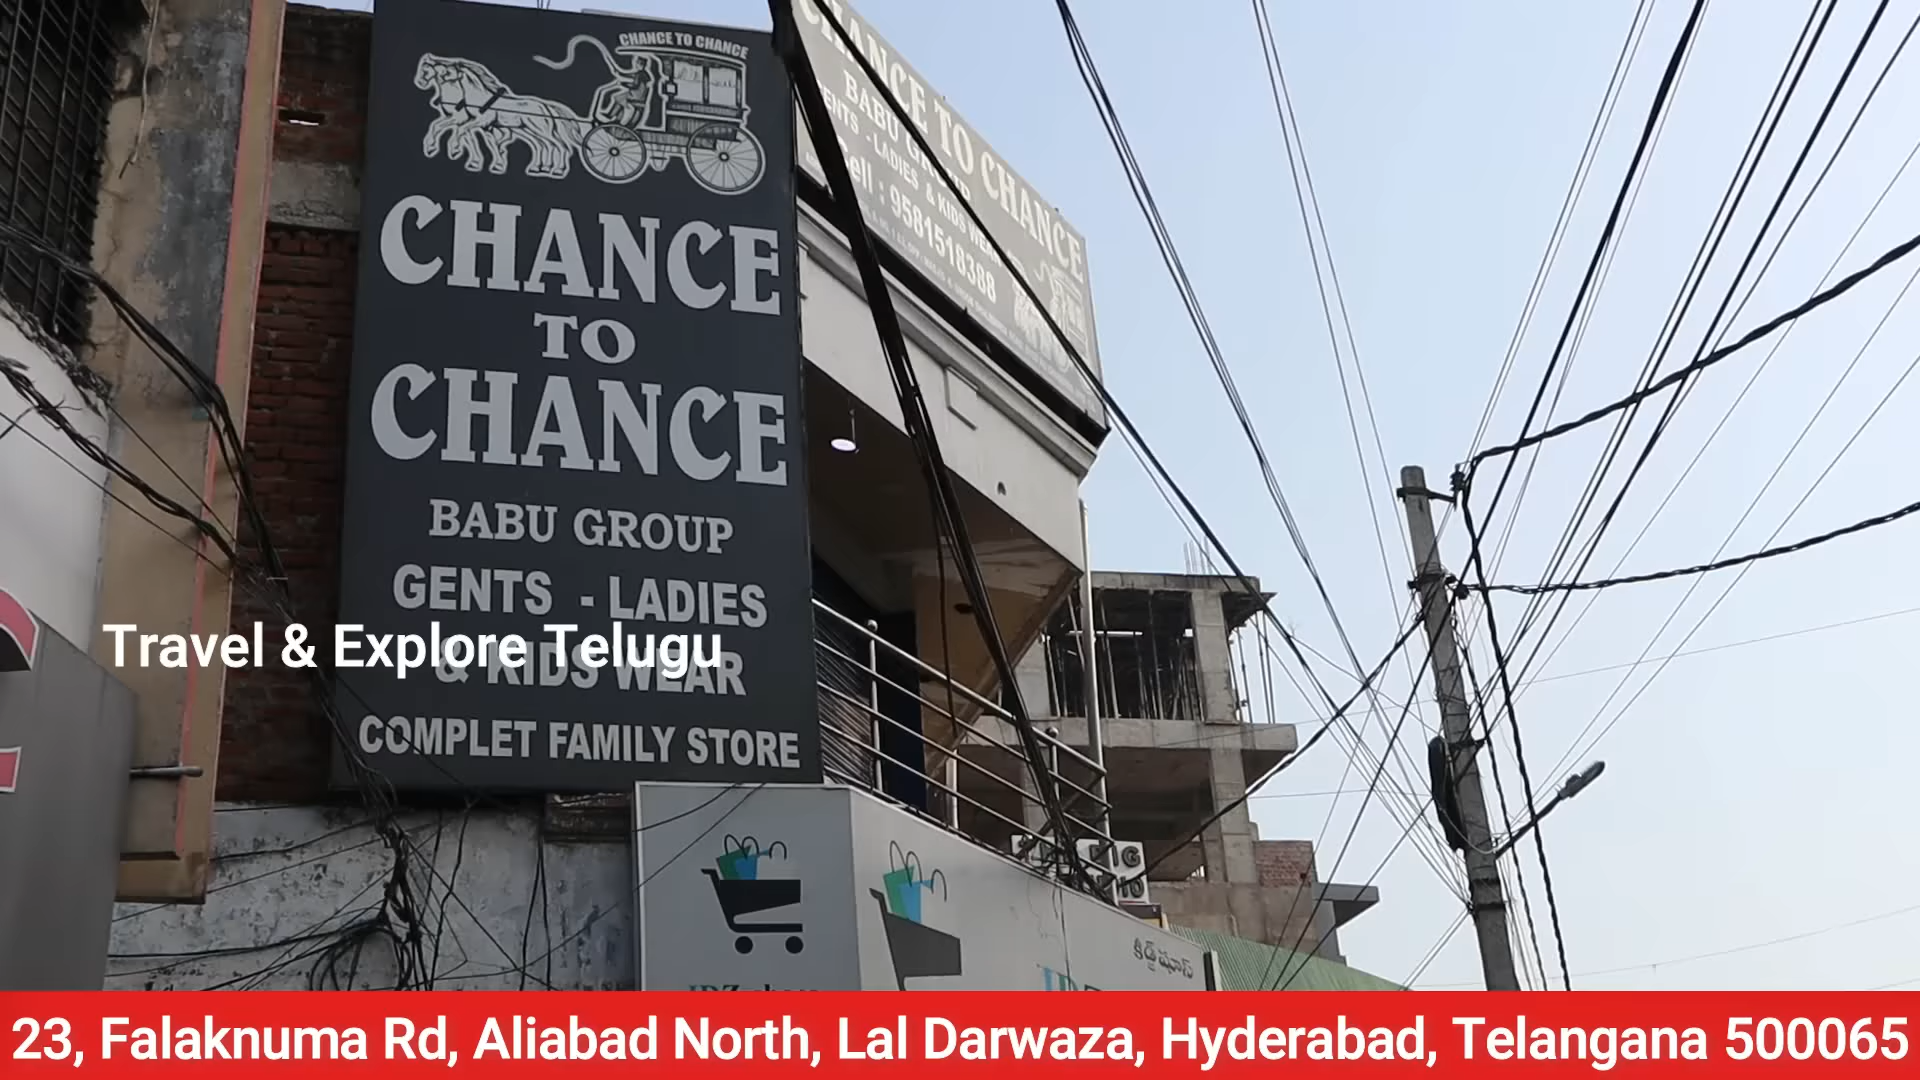 CHANCE TO CHANCE
CHANCE
TO
CHANCE
BABU GROUP
GENTS - LADIES
& KIDS WEAR
COMPLET FAMILY STORE
CHANCE TO CHANCE
BABU GROUP
GENTS - LADIES & KIDS WEAR
Cell : 9581518388
Travel & Explore Telugu
కిడ్జ్ షూస్
23, Falaknuma Rd, Aliabad North, Lal Darwaza, Hyderabad, Telangana 500065